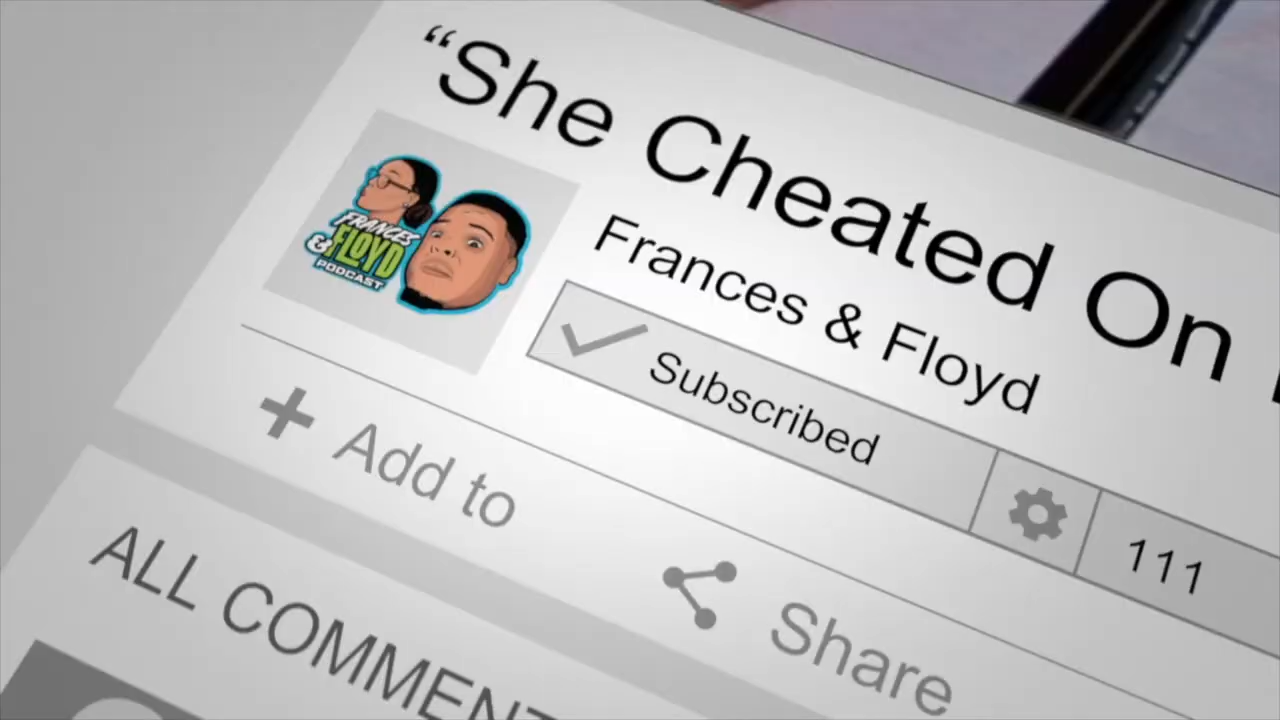 “She Cheated On
FRANCES
& FLOYD
PODCAST
Frances & Floyd
Subscribed
111
Add to
Share
ALL COMMENT